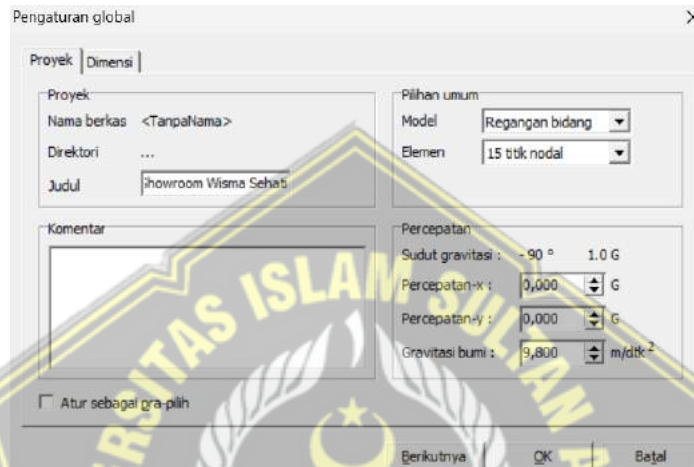 Pengaturan global
Proyek Dimensi
Proyek
Nama berkas <TanpaNama>
Direktori ...
Judul Showroom Wisma Sehati
Pilihan umum
Model Regangan bidang
Elemen 15 titik nodal
Komentar
Percepatan
Sudut gravitasi : - 90 ° 1.0 G
Percepatan-x : 0,000 G
Percepatan-y : 0,000 G
Gravitasi bumi : 9,800 m/dtk 2
Atur sebagai pra-pilih
Berikutnya OK Batal
ISLAM SULTAN